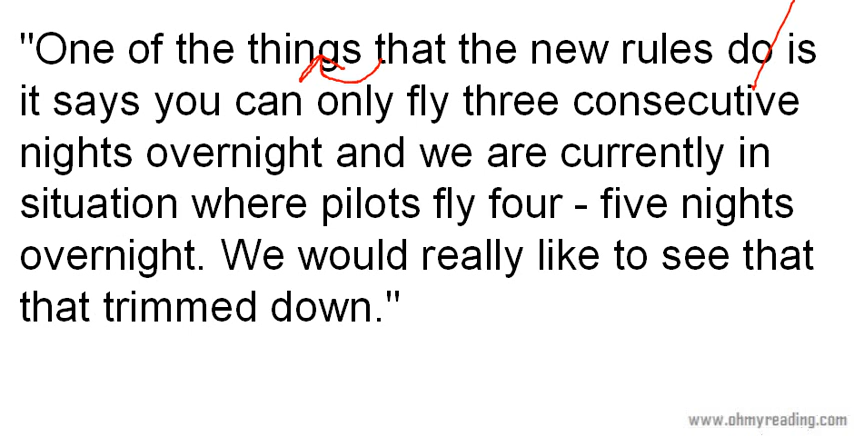 "One of the things that the new rules do is
it says you can only fly three consecutive
nights overnight and we are currently in
situation where pilots fly four - five nights
overnight. We would really like to see that
that trimmed down."
www.ohmyreading.com